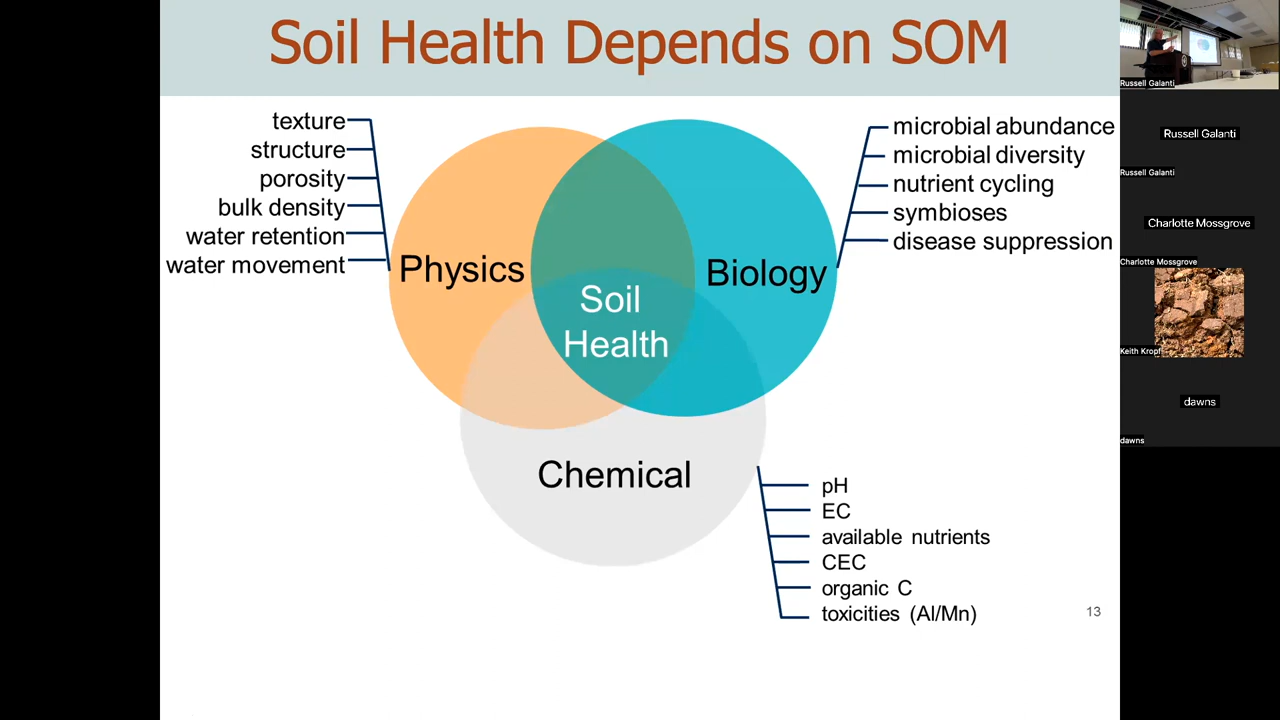 Soil Health Depends on SOM
texture
structure
porosity
bulk density
water retention
water movement
microbial abundance
microbial diversity
nutrient cycling
symbioses
disease suppression
Physics
Biology
Soil
Health
Chemical
pH
EC
available nutrients
CEC
organic C
toxicities (Al/Mn)
13
Russell Galanti
Russell Galanti
Russell Galanti
Charlotte Mossgrove
Charlotte Mossgrove
Keith Kropf
dawns
dawns